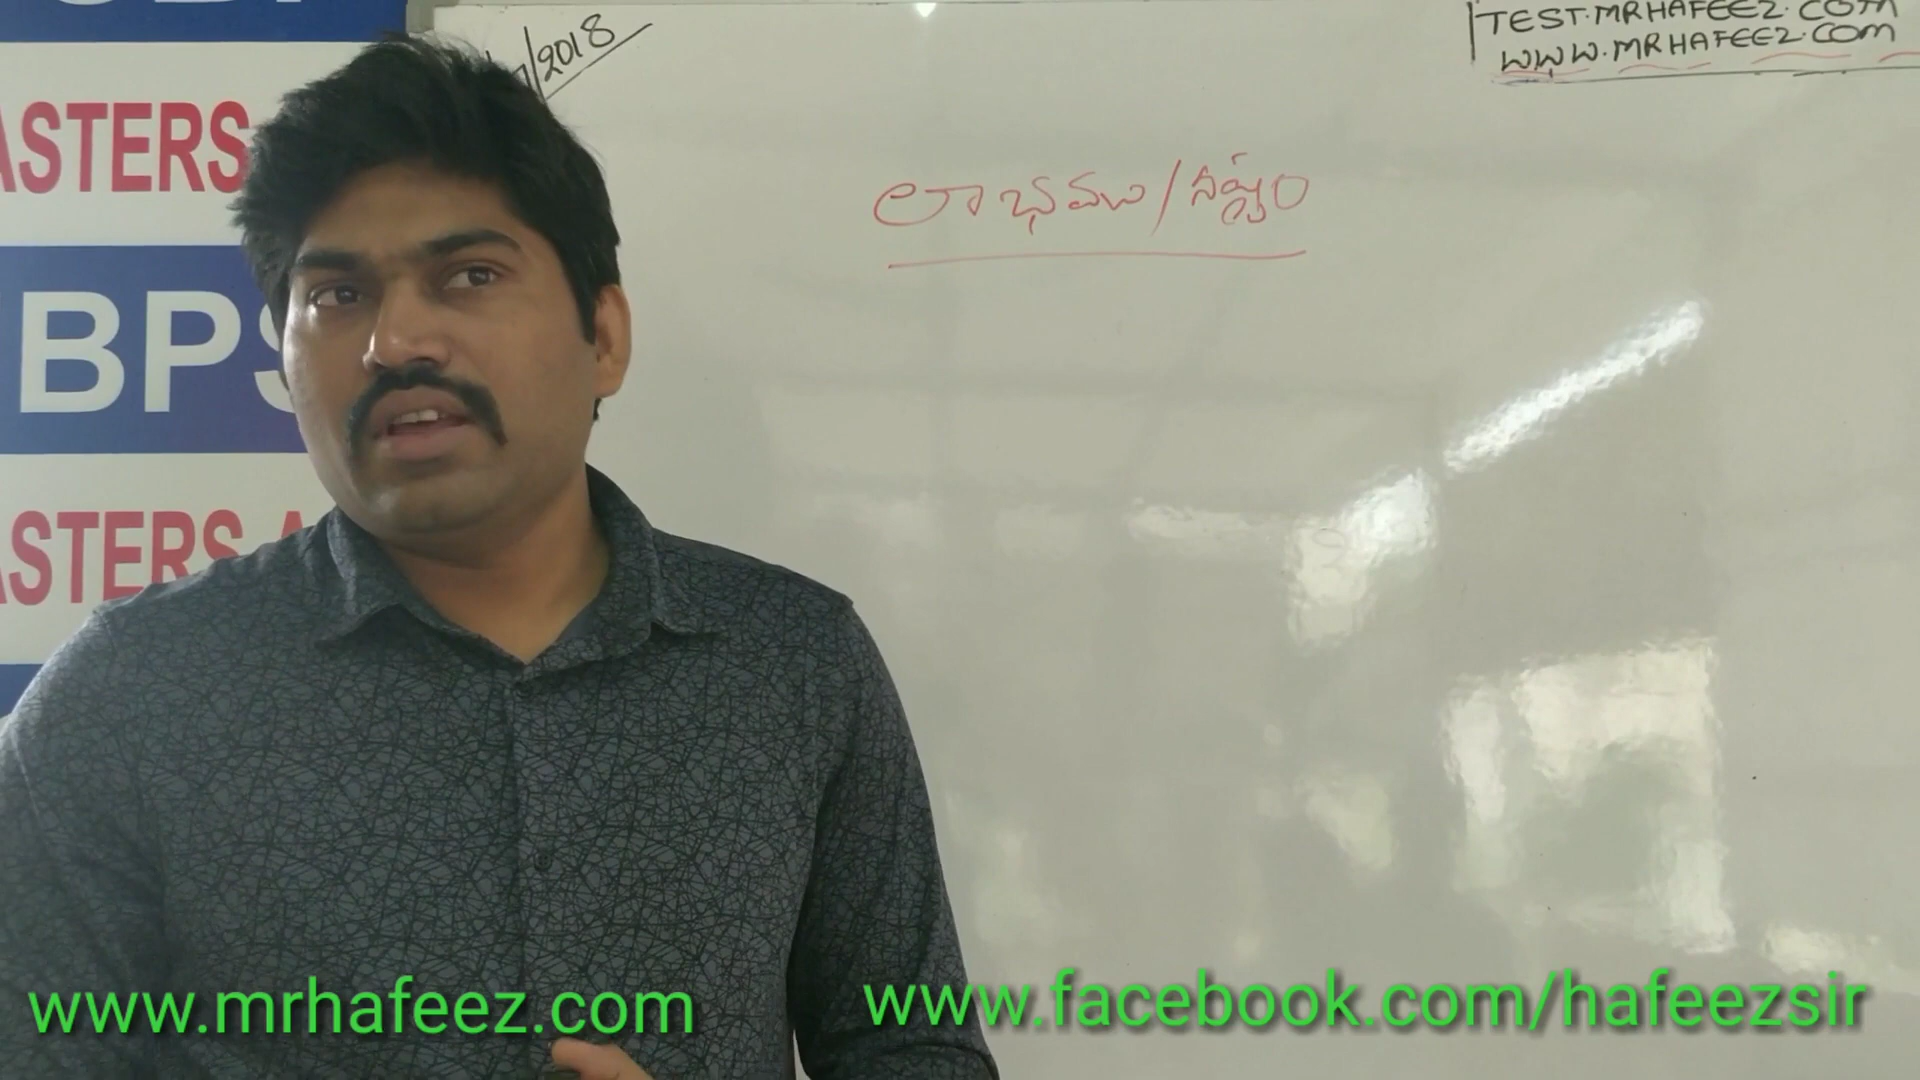 ASTERS
BPS
ASTERS A
/2018
TEST.MRHAFEEZ.COM
WWW.MRHAFEEZ.COM
లాభము/నష్టం
www.mrhafeez.com
www.facebook.com/hafeezsir